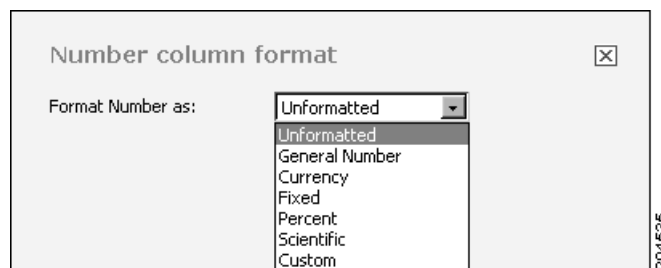 Number column format
Format Number as:
Unformatted
Unformatted
General Number
Currency
Fixed
Percent
Scientific
Custom